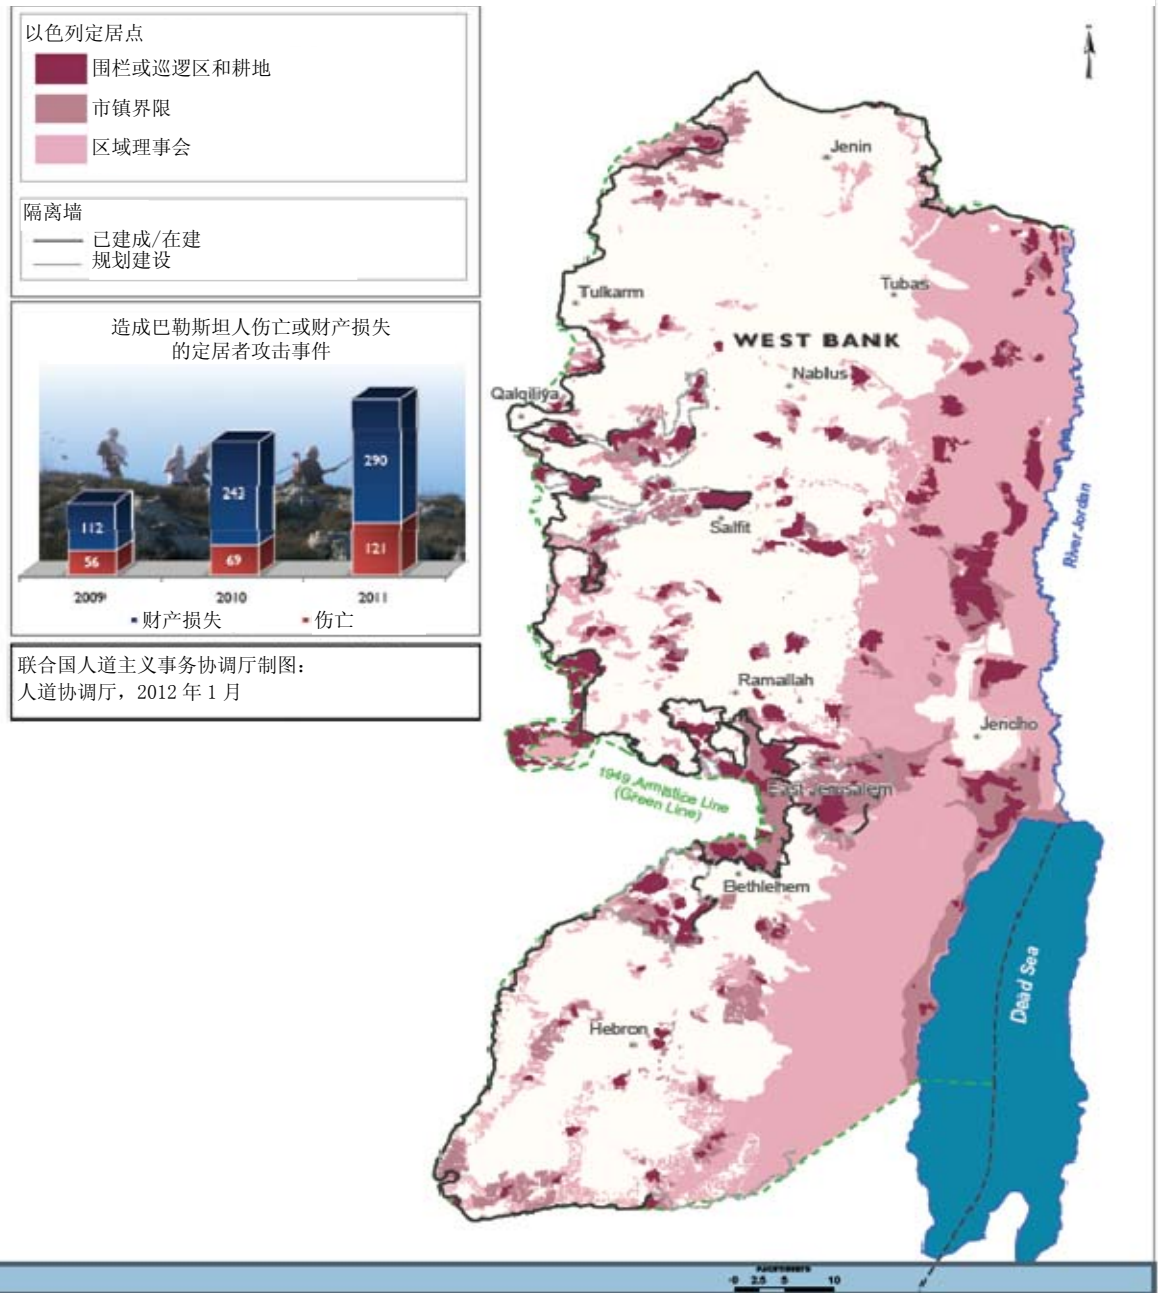 以色列定居点
围栏或巡逻区和耕地
市镇界限
区域理事会
隔离墙
已建成/在建
规划建设
造成巴勒斯坦人伤亡或财产损失
的定居者攻击事件
290
243
112
121
69
56
2009
2010
2011
财产损失
伤亡
联合国人道主义事务协调厅制图:
人道协调厅, 2012 年 1 月
Jenin
Tubas
Tulkarm
WEST BANK
Nablus
Qalqiliya
Salfit
River Jordan
Ramallah
Jericho
1949 Armistice Line
(Green Line)
East Jerusalem
Bethlehem
Dead Sea
Hebron
0 2.5 5 10